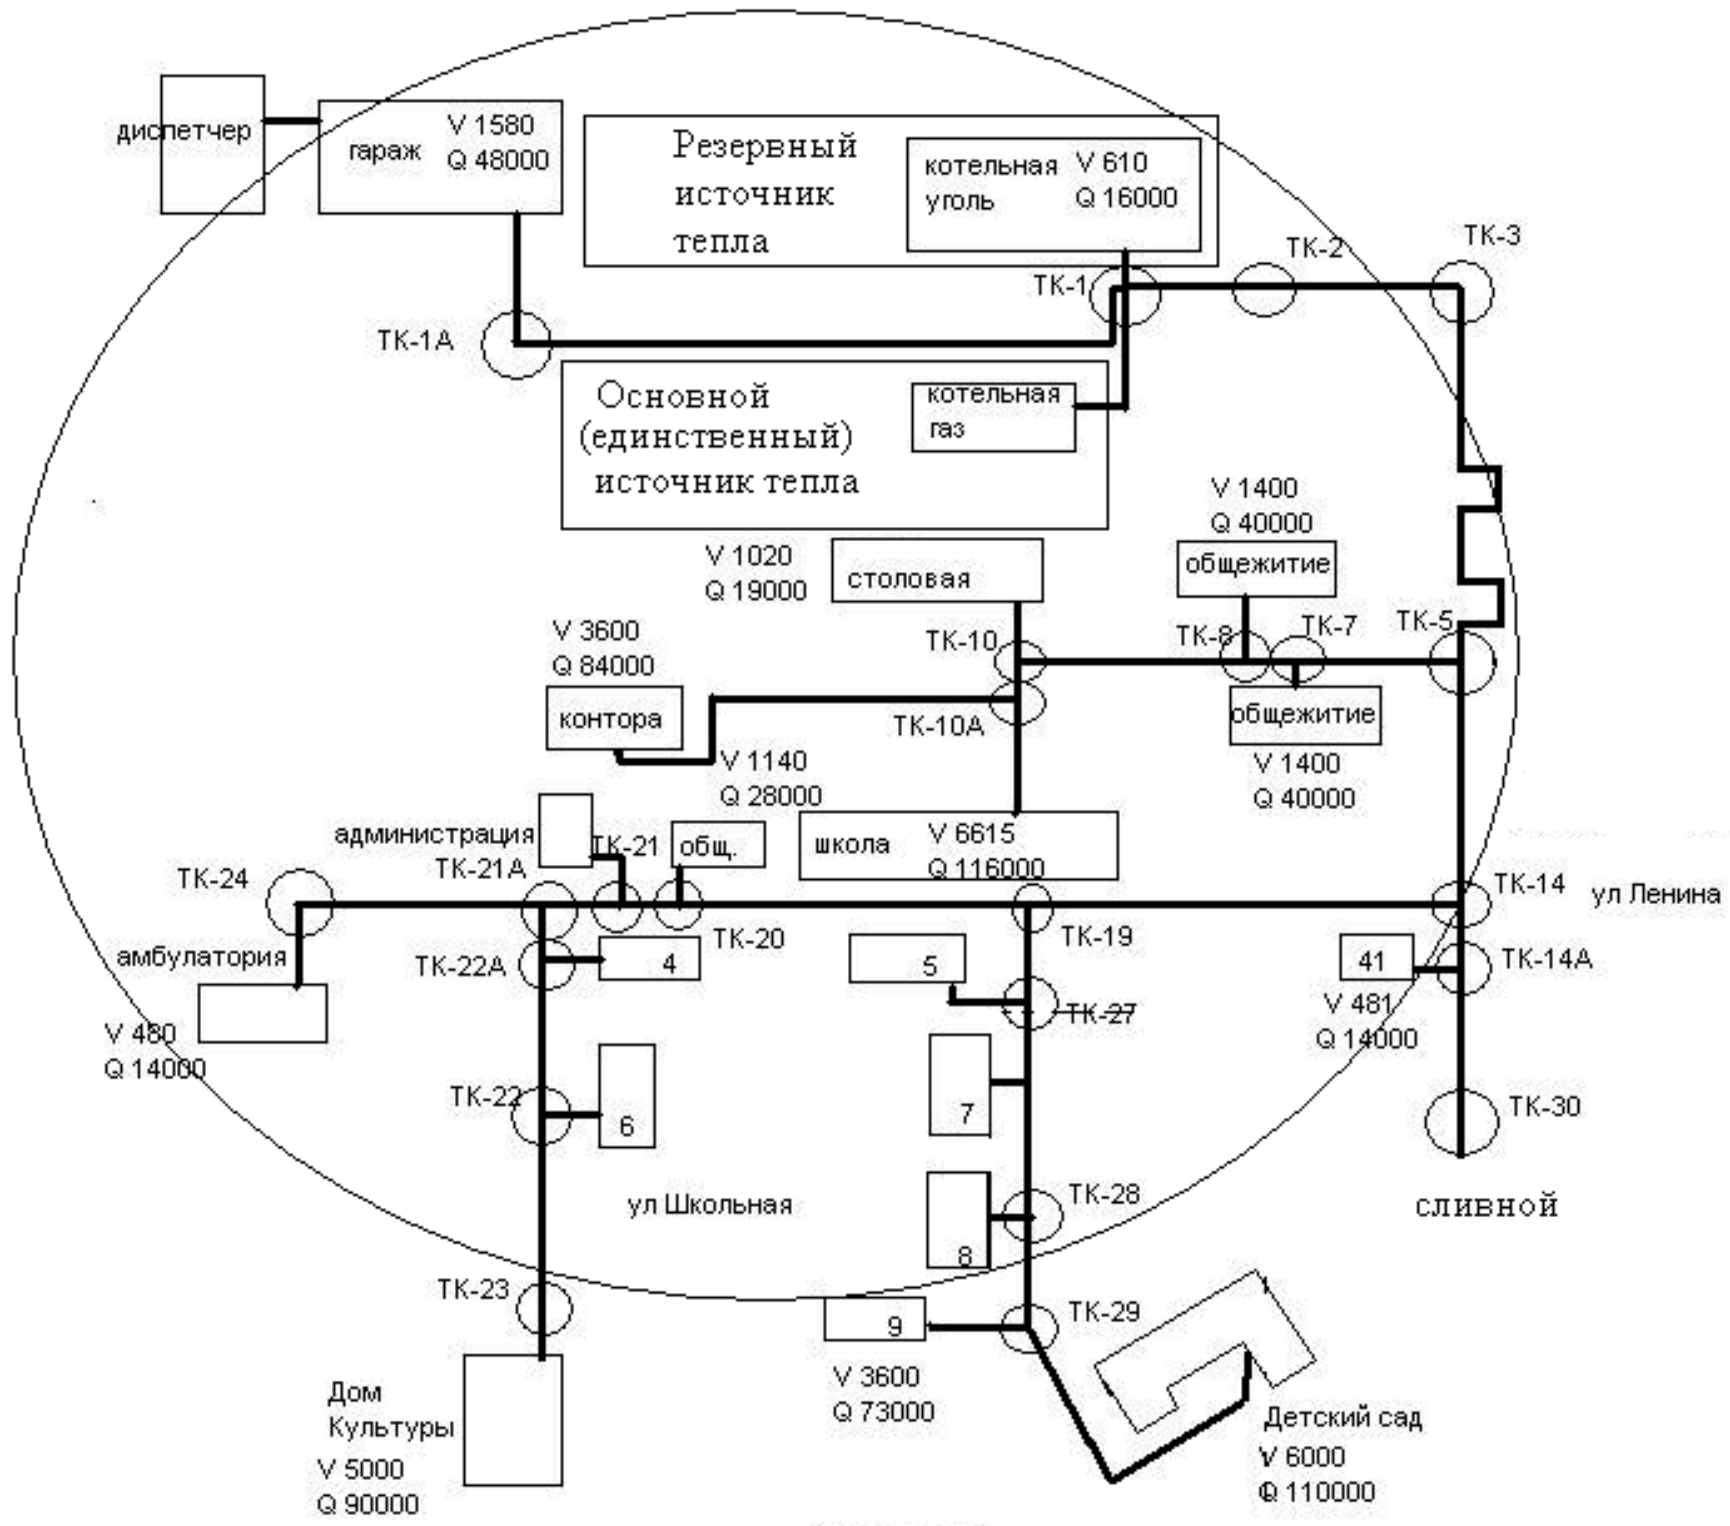 диспетчер
гараж
V 1580
Q 48000
Резервный
источник
тепла
котельная
уголь
V 610
Q 16000
ТК-1
ТК-2
ТК-3
ТК-1А
Основной
(единственный)
источник тепла
котельная
газ
V 1020
Q 19000
столовая
V 1400
Q 40000
общежитие
V 3600
Q 84000
контора
ТК-10
ТК-8
ТК-7
ТК-5
ТК-10А
общежитие
V 1400
Q 40000
V 1140
Q 28000
администрация
ТК-21
общ.
школа
V 6615
Q 116000
ТК-24
ТК-21А
ТК-14
ул Ленина
амбулатория
ТК-22А
4
ТК-20
5
ТК-19
41
ТК-14А
V 480
Q 14000
ТК-27
V 481
Q 14000
ТК-22
6
7
ТК-30
ул Школьная
8
ТК-28
сливной
ТК-23
9
ТК-29
V 3600
Q 73000
Дом
Культуры
V 5000
Q 90000
Детский сад
V 6000
Q 110000